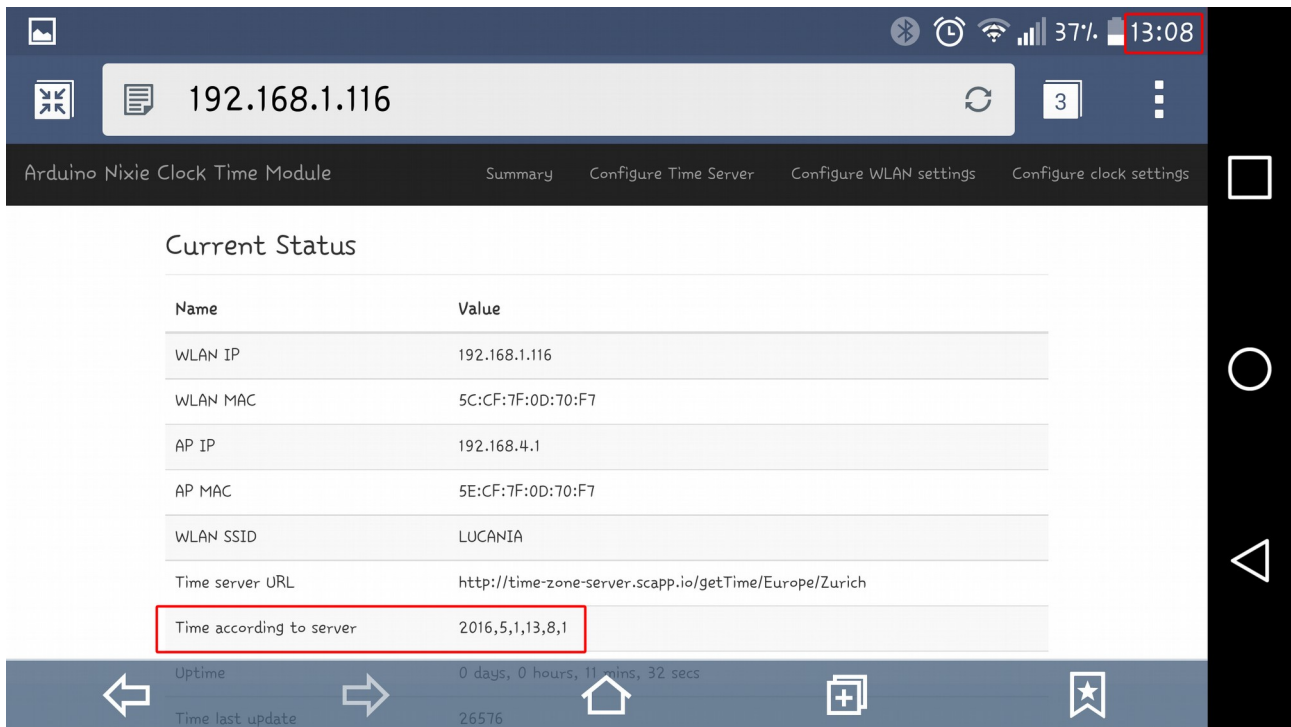 37% 13:08
192.168.1.116 3
Arduino Nixie Clock Time Module Summary Configure Time Server Configure WLAN settings Configure clock settings
Current Status
Name Value
WLAN IP 192.168.1.116
WLAN MAC 5C:CF:7F:0D:70:F7
AP IP 192.168.4.1
AP MAC 5E:CF:7F:0D:70:F7
WLAN SSID LUCANIA
Time server URL http://time-zone-server.scapp.io/getTime/Europe/Zurich
Time according to server 2016,5,1,13,8,1
Uptime 0 days, 0 hours, 11 mins, 32 secs
Time last update 26576